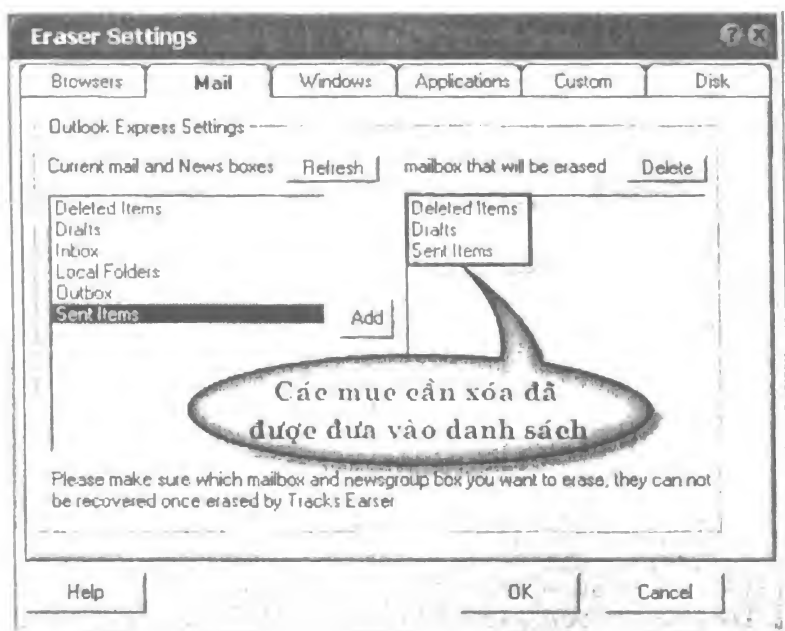 Eraser Settings
Browsers Mail Windows Applications Custom Disk
Outlook Express Settings
Current mail and News boxes Refresh mailbox that will be erased Delete
Deleted Items
Drafts
Inbox
Local Folders
Outbox
Sent Items
Add
Deleted Items
Drafts
Sent Items
Các mục cần xóa đã
được đưa vào danh sách
Please make sure which mailbox and newsgroup box you want to erase, they can not
be recovered once erased by Tracks Earser
Help OK Cancel